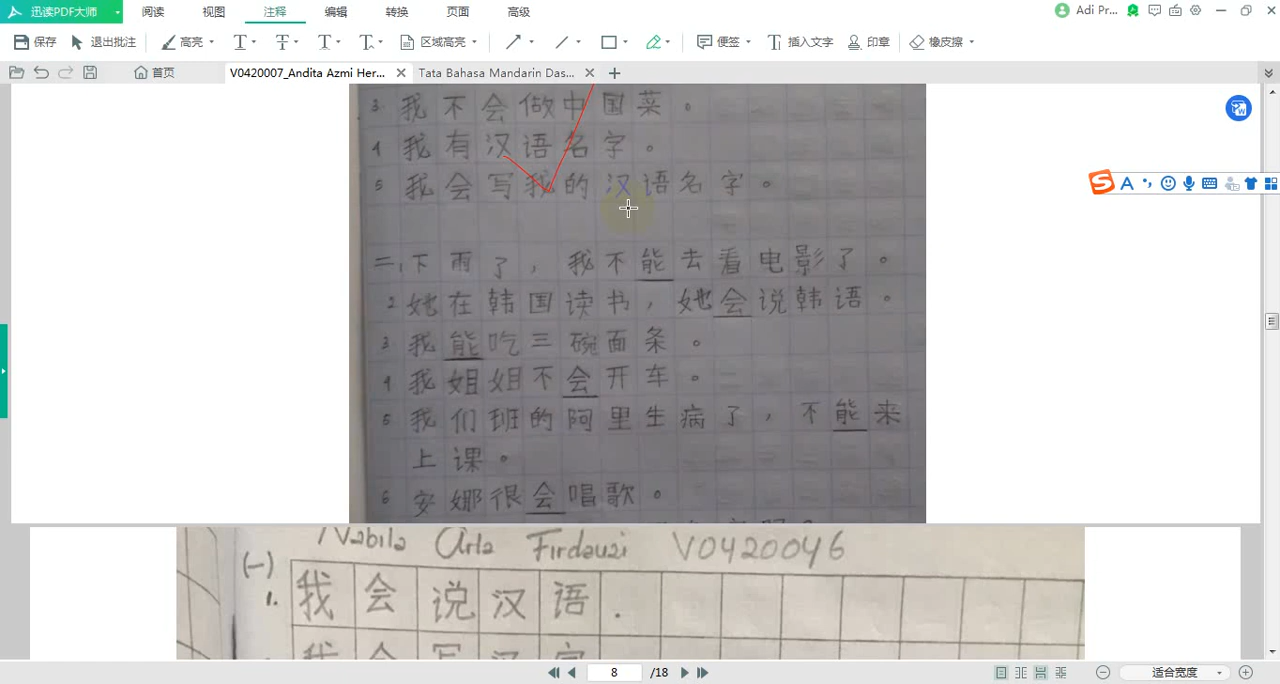 迅读PDF大师
阅读
视图
注释
编辑
转换
页面
高级
Adi Pr...
保存
退出批注
高亮
区域高亮
便签
插入文字
印章
橡皮擦
首页
V0420007_Andita Azmi Her...
Tata Bahasa Mandarin Das...
3 我不会做中国菜。
4 我有汉语名字。
5 我会写我的汉语名字。
二,下雨了,我不能去看电影了。
2 她在韩国读书,她会说韩语。
3 我能吃三碗面条。
4 我姐姐不会开车。
5 我们班的阿里生病了,不能来
上课。
6 安娜很会唱歌。
Nabila Arla Firdauzi V0420046
(一)
1. 我会说汉语.
我会写汉字
8 /18
适合宽度